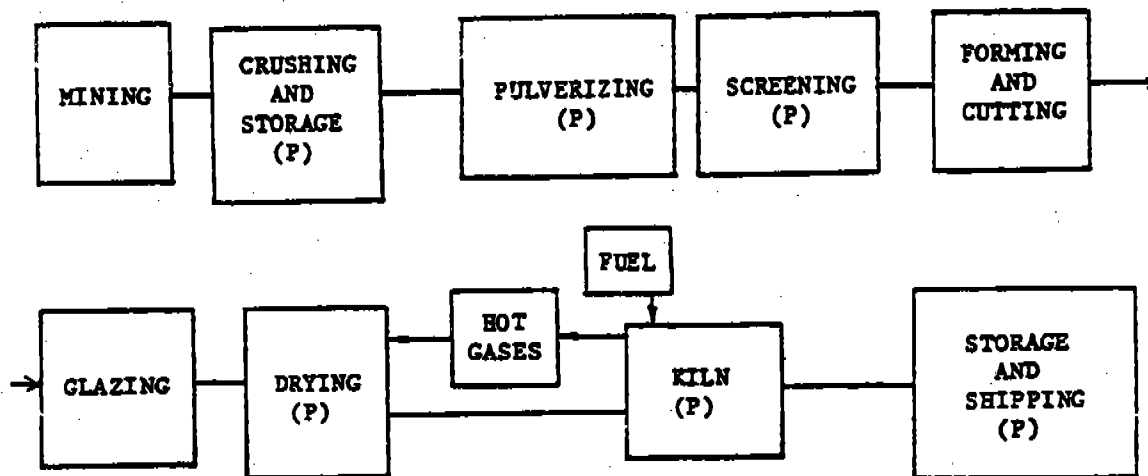 MINING
CRUSHING
AND
STORAGE
(P)
PULVERIZING
(P)
SCREENING
(P)
FORMING
AND
CUTTING
FUEL
HOT
GASES
GLAZING
DRYING
(P)
KILN
(P)
STORAGE
AND
SHIPPING
(P)